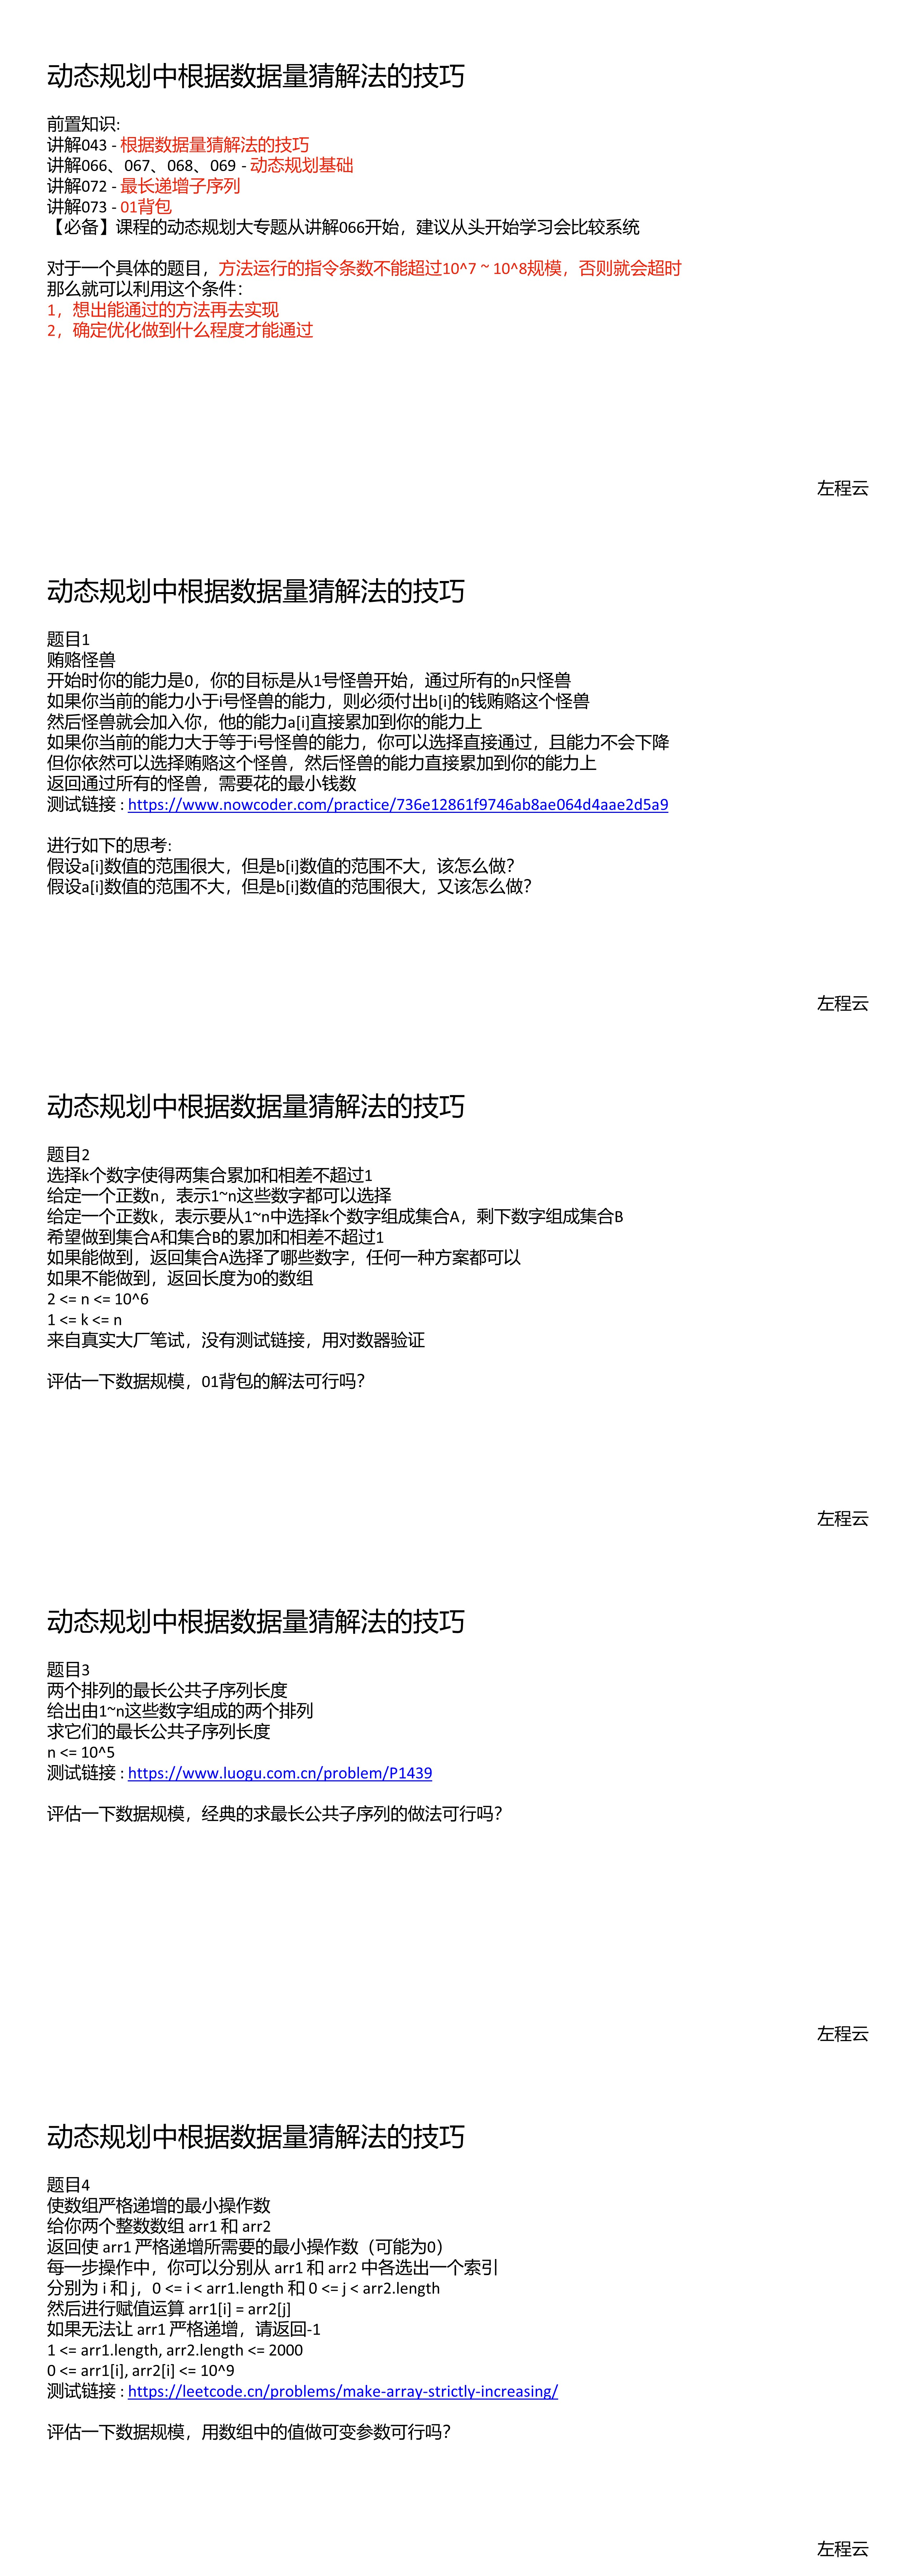 动态规划中根据数据量猜解法的技巧
前置知识:
讲解043 - 根据数据量猜解法的技巧
讲解066、067、068、069 - 动态规划基础
讲解072 - 最长递增子序列
讲解073 - 01背包
【必备】课程的动态规划大专题从讲解066开始，建议从头开始学习会比较系统
对于一个具体的题目，方法运行的指令条数不能超过10^7 ~ 10^8规模，否则就会超时
那么就可以利用这个条件：
1，想出能通过的方法再去实现
2，确定优化做到什么程度才能通过
左程云
动态规划中根据数据量猜解法的技巧
题目1
贿赂怪兽
开始时你的能力是0，你的目标是从1号怪兽开始，通过所有的n只怪兽
如果你当前的能力小于i号怪兽的能力，则必须付出b[i]的钱贿赂这个怪兽
然后怪兽就会加入你，他的能力a[i]直接累加到你的能力上
如果你当前的能力大于等于i号怪兽的能力，你可以选择直接通过，且能力不会下降
但你依然可以选择贿赂这个怪兽，然后怪兽的能力直接累加到你的能力上
返回通过所有的怪兽，需要花的最小钱数
测试链接 : https://www.nowcoder.com/practice/736e12861f9746ab8ae064d4aae2d5a9
进行如下的思考:
假设a[i]数值的范围很大，但是b[i]数值的范围不大，该怎么做?
假设a[i]数值的范围不大，但是b[i]数值的范围很大，又该怎么做?
左程云
动态规划中根据数据量猜解法的技巧
题目2
选择k个数字使得两集合累加和相差不超过1
给定一个正数n，表示1~n这些数字都可以选择
给定一个正数k，表示要从1~n中选择k个数字组成集合A，剩下数字组成集合B
希望做到集合A和集合B的累加和相差不超过1
如果能做到，返回集合A选择了哪些数字，任何一种方案都可以
如果不能做到，返回长度为0的数组
2 <= n <= 10^6
1 <= k <= n
来自真实大厂笔试，没有测试链接，用对数器验证
评估一下数据规模，01背包的解法可行吗?
左程云
动态规划中根据数据量猜解法的技巧
题目3
两个排列的最长公共子序列长度
给出由1~n这些数字组成的两个排列
求它们的最长公共子序列长度
n <= 10^5
测试链接 : https://www.luogu.com.cn/problem/P1439
评估一下数据规模，经典的求最长公共子序列的做法可行吗?
左程云
动态规划中根据数据量猜解法的技巧
题目4
使数组严格递增的最小操作数
给你两个整数数组 arr1 和 arr2
返回使 arr1 严格递增所需要的最小操作数（可能为0）
每一步操作中，你可以分别从 arr1 和 arr2 中各选出一个索引
分别为 i 和 j，0 <= i < arr1.length 和 0 <= j < arr2.length
然后进行赋值运算 arr1[i] = arr2[j]
如果无法让 arr1 严格递增，请返回-1
1 <= arr1.length, arr2.length <= 2000
0 <= arr1[i], arr2[i] <= 10^9
测试链接 : https://leetcode.cn/problems/make-array-strictly-increasing/
评估一下数据规模，用数组中的值做可变参数可行吗?
左程云